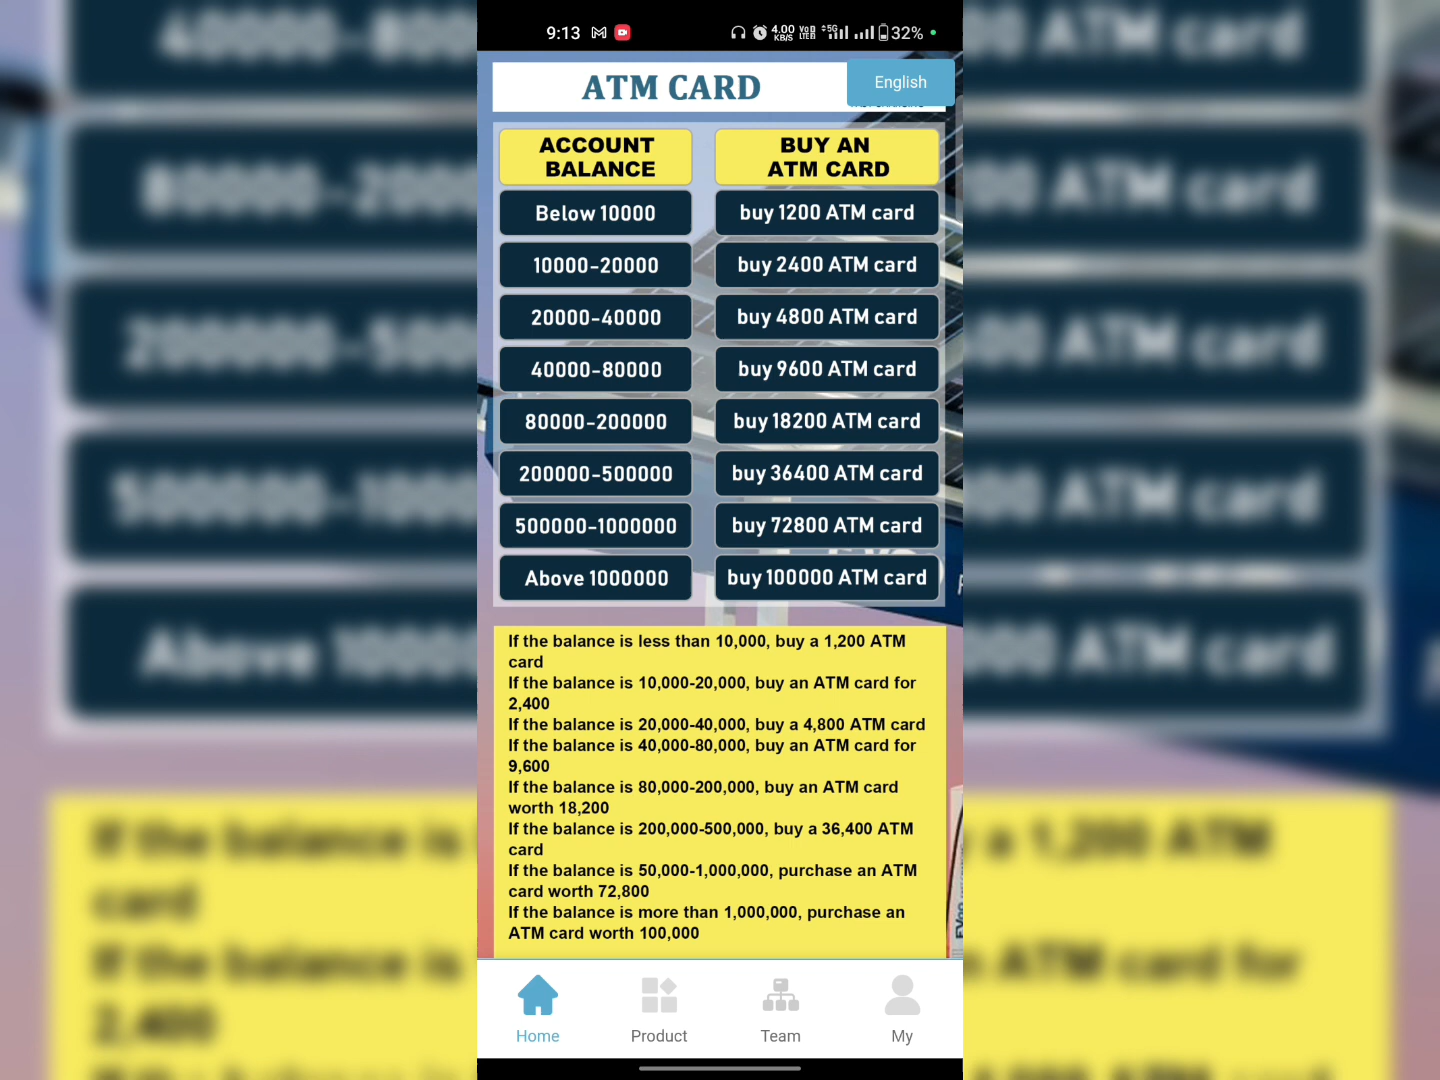 9:13
4.00
KB/S
5G
32%
ATM CARD
English
ACCOUNT
BALANCE
BUY AN
ATM CARD
Below 10000
buy 1200 ATM card
10000-20000
buy 2400 ATM card
20000-40000
buy 4800 ATM card
40000-80000
buy 9600 ATM card
80000-200000
buy 18200 ATM card
200000-500000
buy 36400 ATM card
500000-1000000
buy 72800 ATM card
Above 1000000
buy 100000 ATM card
If the balance is less than 10,000, buy a 1,200 ATM
card
If the balance is 10,000-20,000, buy an ATM card for
2,400
If the balance is 20,000-40,000, buy a 4,800 ATM card
If the balance is 40,000-80,000, buy an ATM card for
9,600
If the balance is 80,000-200,000, buy an ATM card
worth 18,200
If the balance is 200,000-500,000, buy a 36,400 ATM
card
If the balance is 50,000-1,000,000, purchase an ATM
card worth 72,800
If the balance is more than 1,000,000, purchase an
ATM card worth 100,000
Home
Product
Team
My